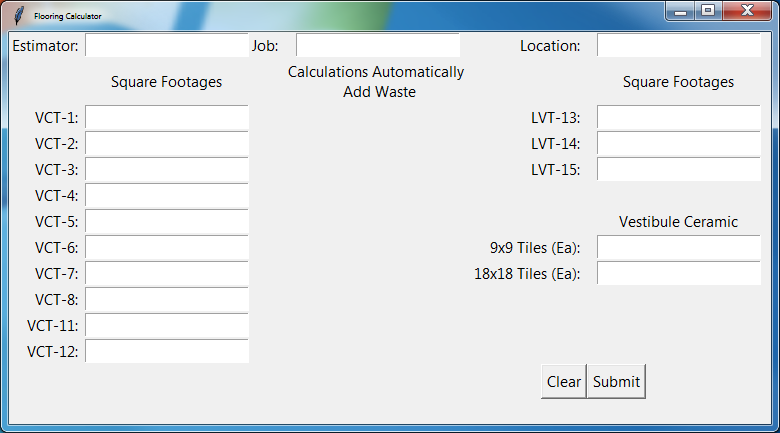 Flooring Calculator
Estimator: Job: Location:
Square Footages Calculations Automatically Square Footages
Add Waste
VCT-1: LVT-13:
VCT-2: LVT-14:
VCT-3: LVT-15:
VCT-4:
VCT-5: Vestibule Ceramic
VCT-6: 9x9 Tiles (Ea):
VCT-7: 18x18 Tiles (Ea):
VCT-8:
VCT-11:
VCT-12:
Clear Submit